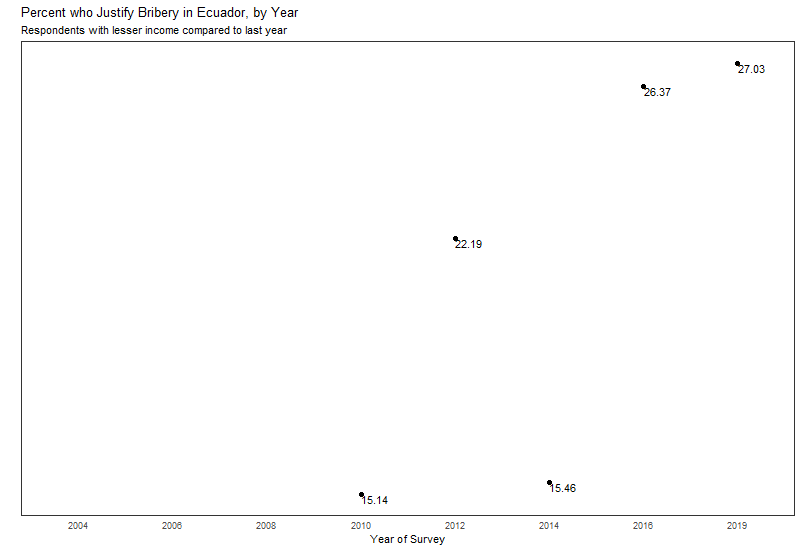 Percent who Justify Bribery in Ecuador, by Year
Respondents with lesser income compared to last year
27.03
26.37
22.19
15.46
15.14
2004 2006 2008 2010 2012 2014 2016 2019
Year of Survey